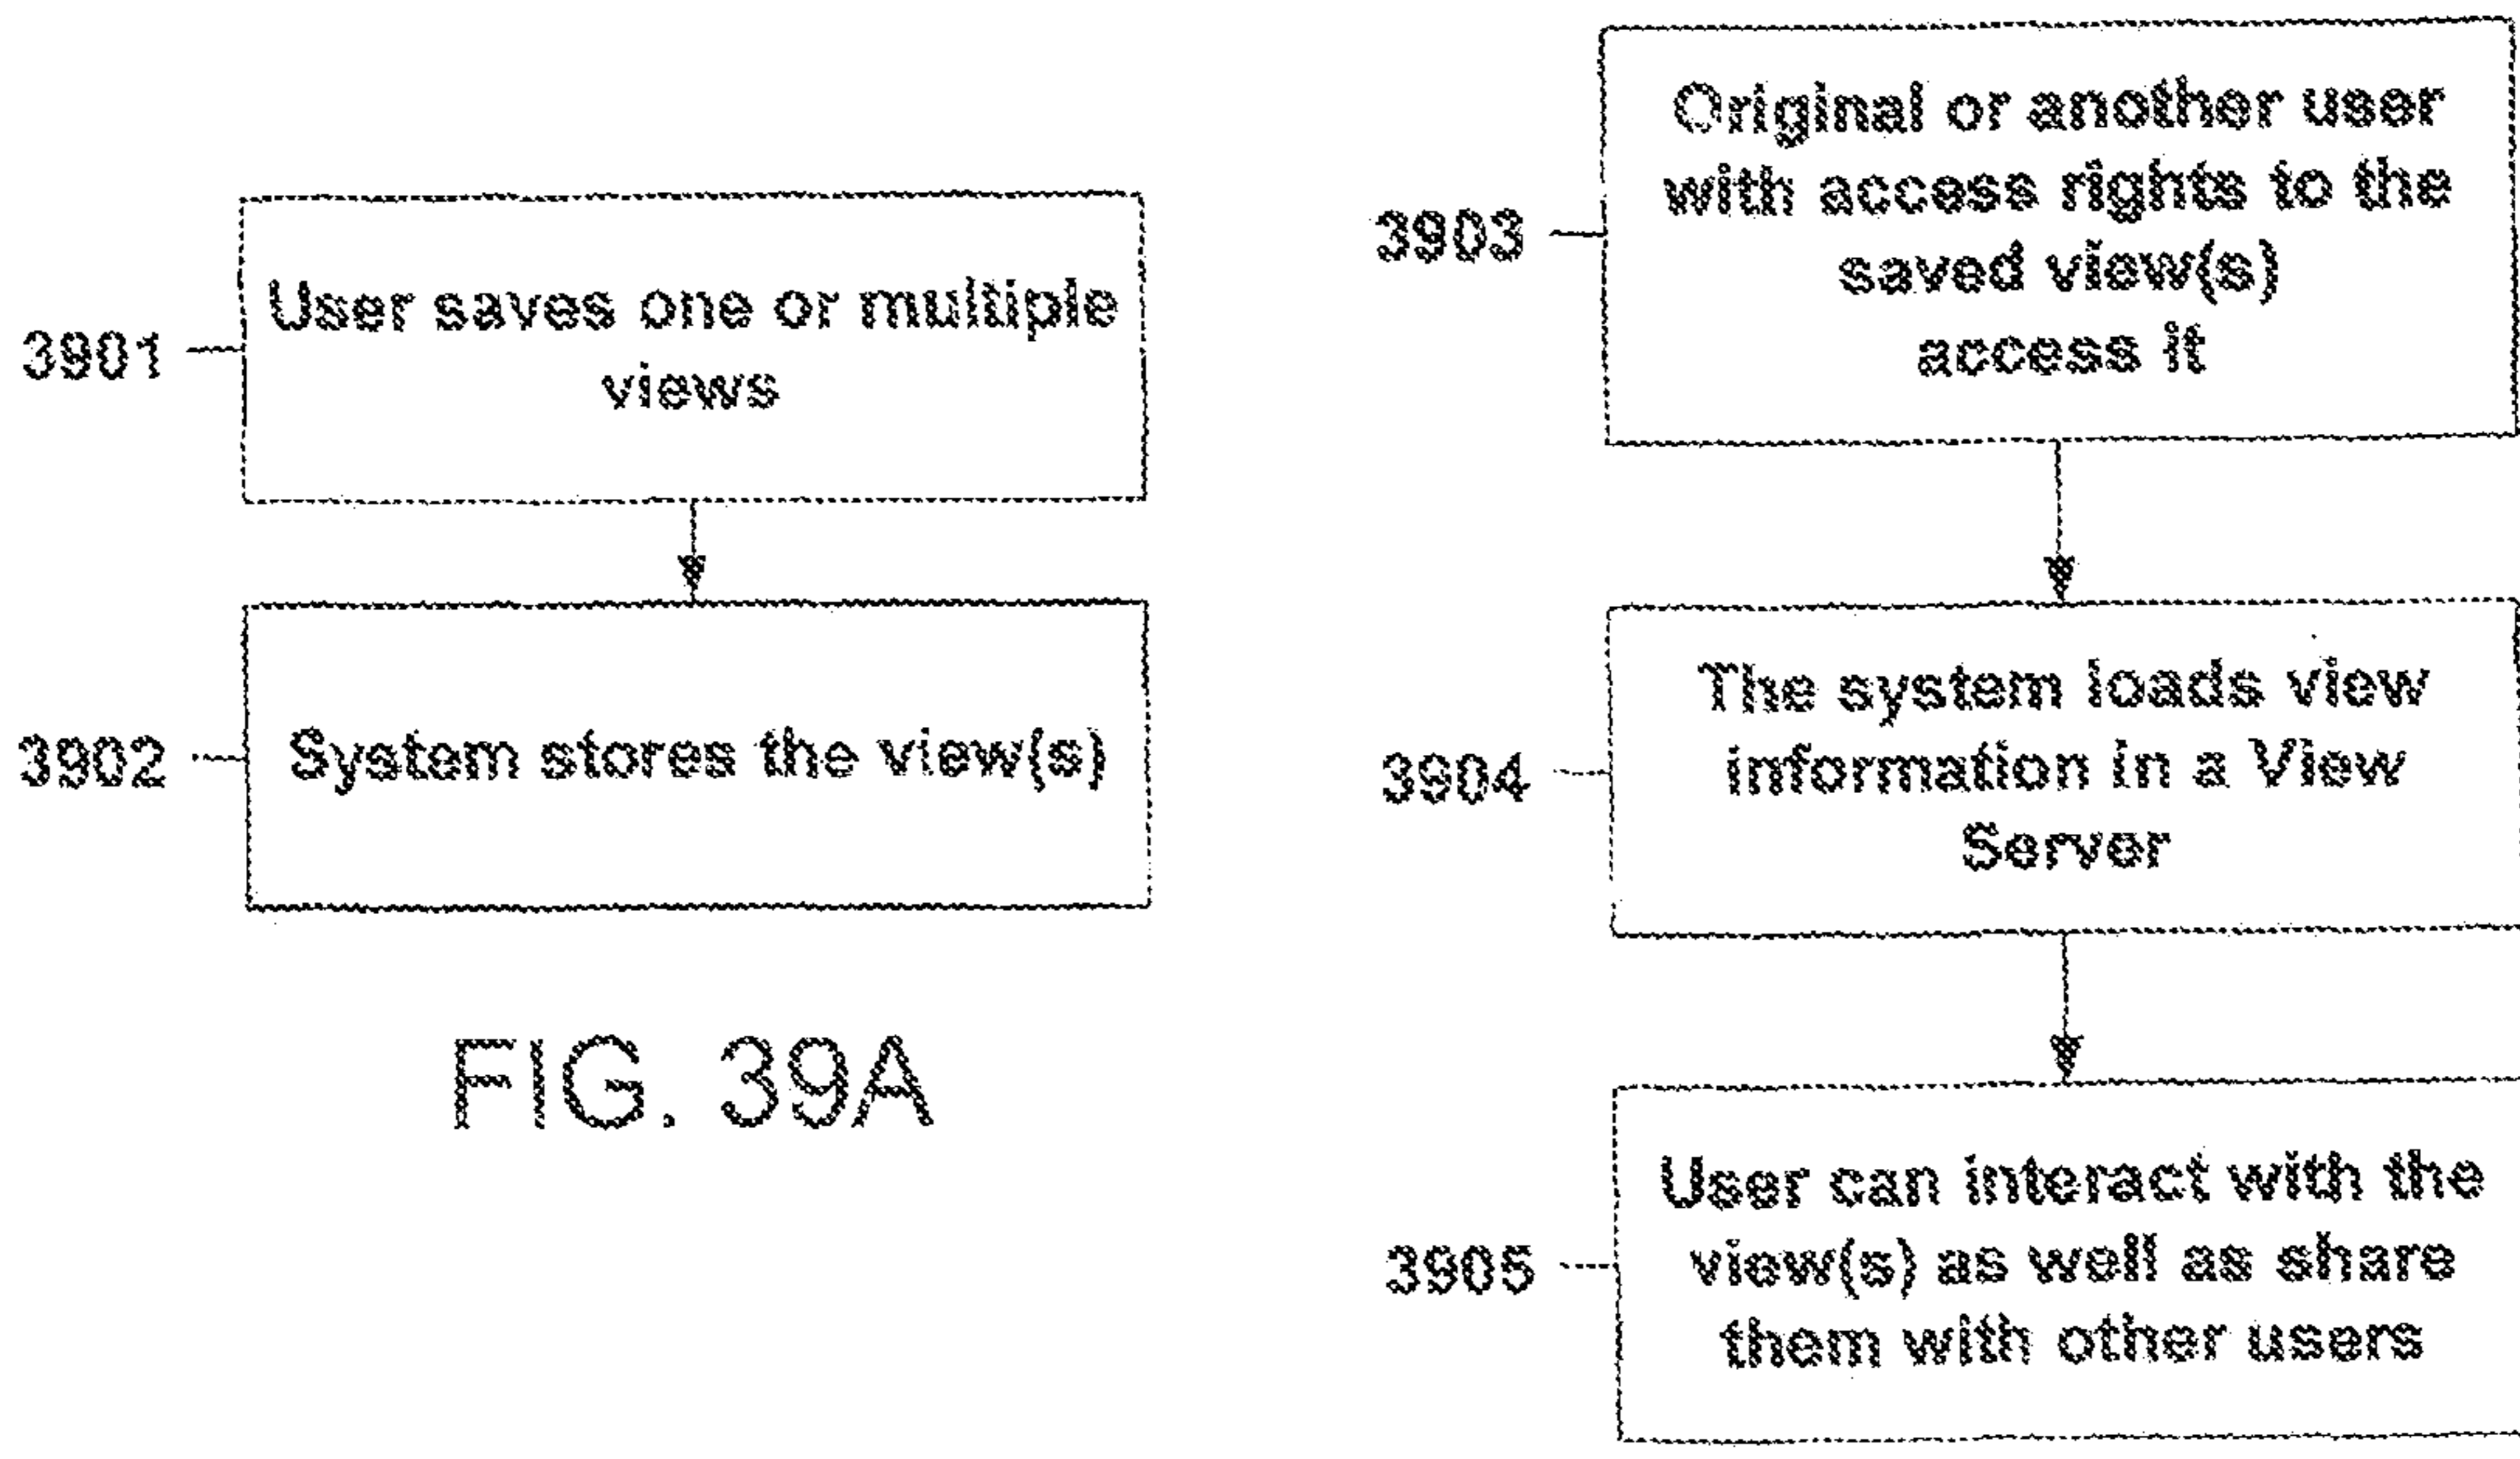 3901
User saves one or multiple
views
3902
System stores the view(s)
FIG. 39A
3903
Original or another user
with access rights to the
saved view(s)
access it
3904
The system loads view
information in a View
Server
3905
User can interact with the
view(s) as well as share
them with other users